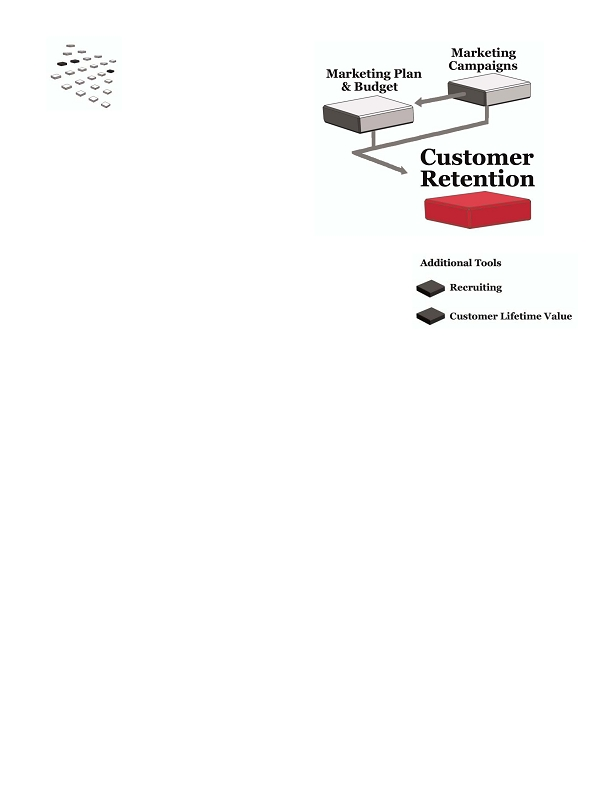 Marketing
Campaigns
Marketing Plan
& Budget
Customer
Retention
Additional Tools
Recruiting
Customer Lifetime Value